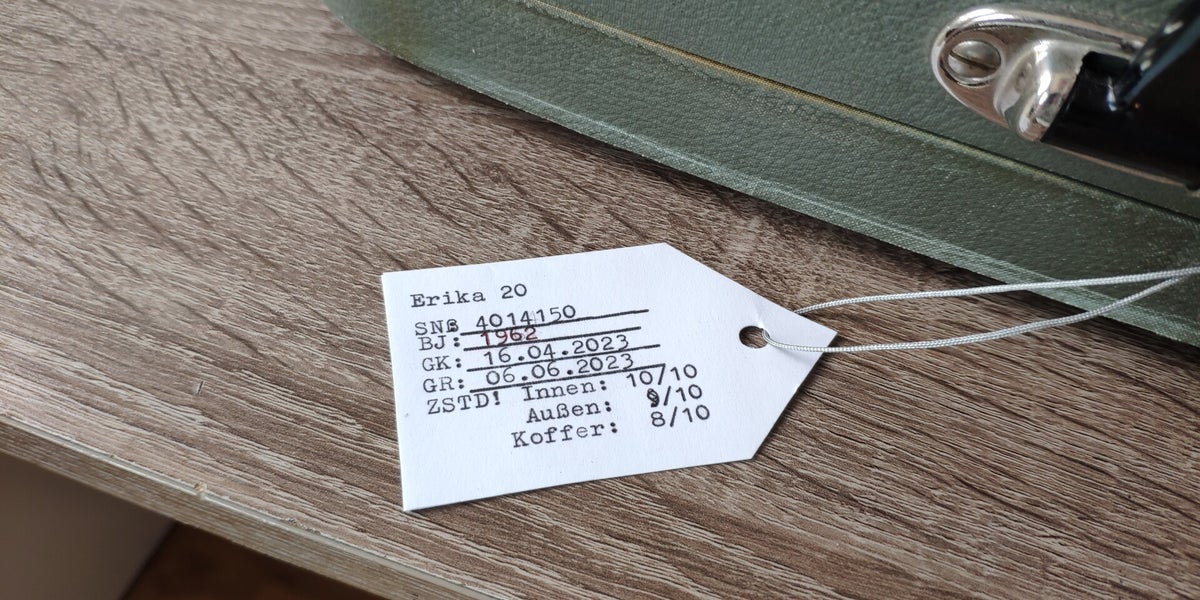 Erika 20
SNß 4014150
BJ: 1962
GK: 16.04.2023
GR: 06.06.2023
ZSTD! Innen: 10/10
Außen: 9/10
Koffer: 8/10